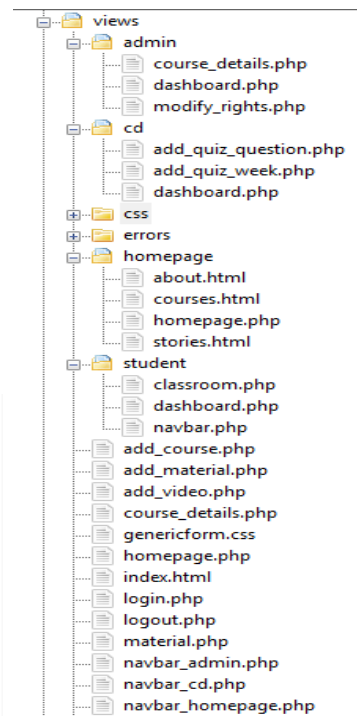 views
admin
course_details.php
dashboard.php
modify_rights.php
cd
add_quiz_question.php
add_quiz_week.php
dashboard.php
css
errors
homepage
about.html
courses.html
homepage.php
stories.html
student
classroom.php
dashboard.php
navbar.php
add_course.php
add_material.php
add_video.php
course_details.php
genericform.css
homepage.php
index.html
login.php
logout.php
material.php
navbar_admin.php
navbar_cd.php
navbar_homepage.php